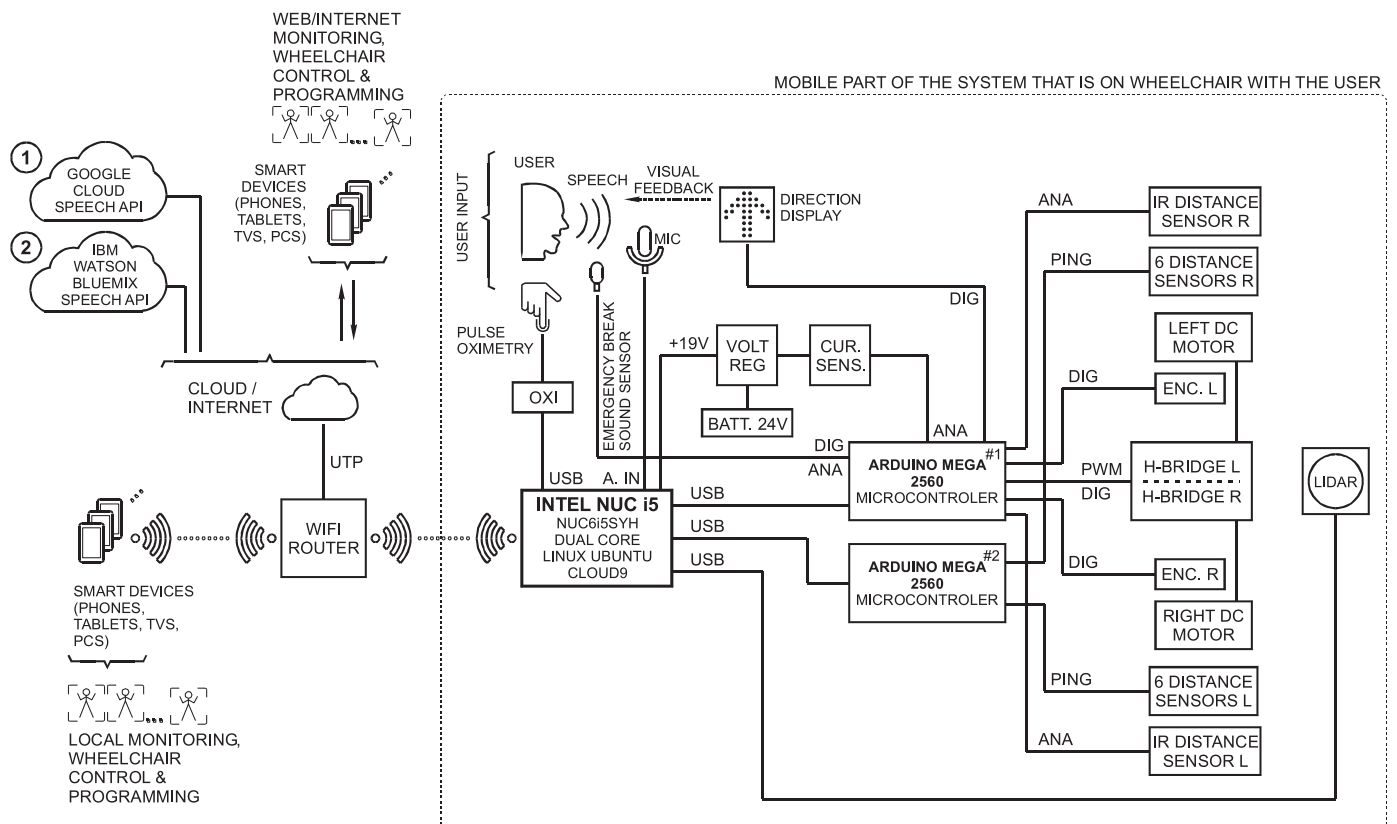 WEB/INTERNET
MONITORING,
WHEELCHAIR
CONTROL &
PROGRAMMING
MOBILE PART OF THE SYSTEM THAT IS ON WHEELCHAIR WITH THE USER
1
GOOGLE
CLOUD
SPEECH API
2
IBM
WATSON
BLUEMIX
SPEECH API
SMART
DEVICES
(PHONES,
TABLETS,
TVS, PCS)
CLOUD /
INTERNET
UTP
WIFI
ROUTER
SMART DEVICES
(PHONES,
TABLETS, TVS,
PCS)
LOCAL MONITORING,
WHEELCHAIR
CONTROL &
PROGRAMMING
USER INPUT
USER
SPEECH
VISUAL
FEEDBACK
DIRECTION
DISPLAY
MIC
PULSE
OXIMETRY
OXI
EMERGENCY BREAK
SOUND SENSOR
+19V
VOLT
REG
CUR.
SENS.
BATT. 24V
DIG
ANA
DIG
ANA
USB
A. IN
INTEL NUC i5
NUC6i5SYH
DUAL CORE
LINUX UBUNTU
CLOUD9
USB
USB
USB
ARDUINO MEGA #1
2560
MICROCONTROLER
ARDUINO MEGA #2
2560
MICROCONTROLER
ANA
IR DISTANCE
SENSOR R
PING
6 DISTANCE
SENSORS R
LEFT DC
MOTOR
DIG
ENC. L
PWM
DIG
H-BRIDGE L
H-BRIDGE R
LIDAR
DIG
ENC. R
RIGHT DC
MOTOR
PING
6 DISTANCE
SENSORS L
ANA
IR DISTANCE
SENSOR L